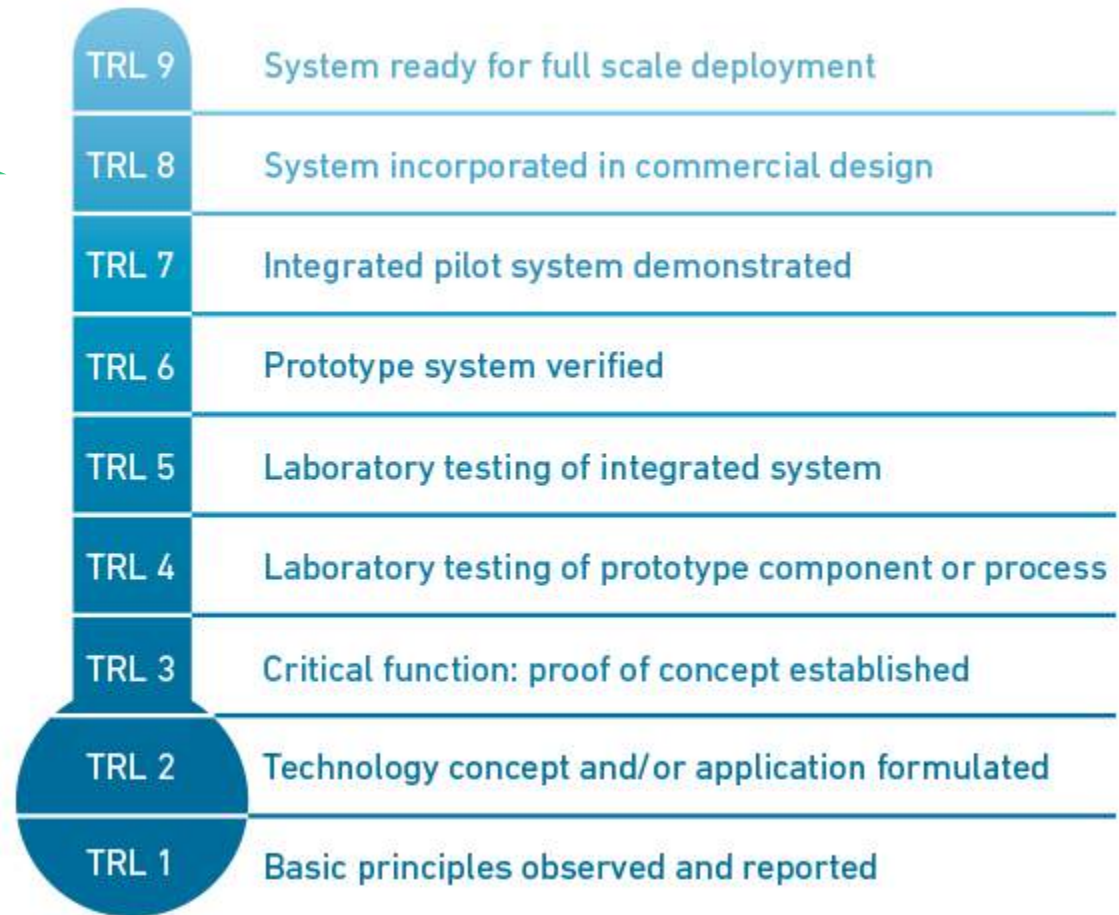 TRL 9 System ready for full scale deployment
TRL 8 System incorporated in commercial design
TRL 7 Integrated pilot system demonstrated
TRL 6 Prototype system verified
TRL 5 Laboratory testing of integrated system
TRL 4 Laboratory testing of prototype component or process
TRL 3 Critical function: proof of concept established
TRL 2 Technology concept and/or application formulated
TRL 1 Basic principles observed and reported